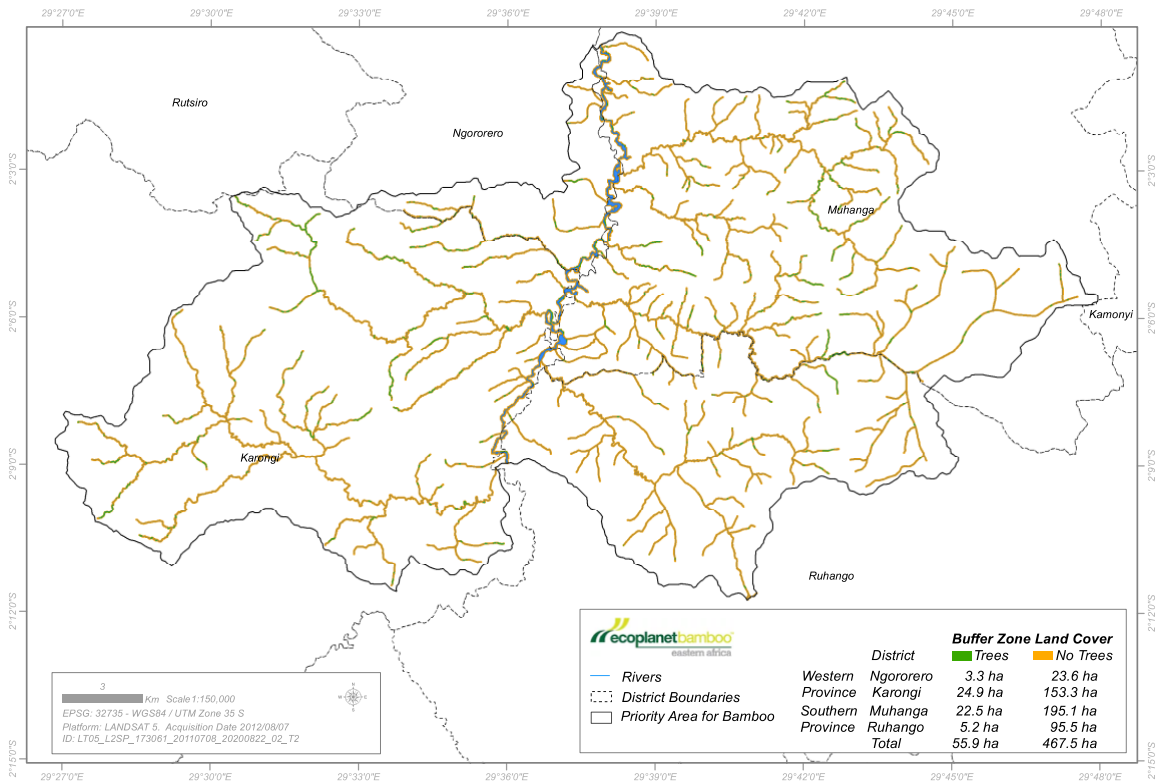 29°27'0"E 29°30'0"E 29°33'0"E 29°36'0"E 29°39'0"E 29°42'0"E 29°45'0"E 29°48'0"E
Rutsiro
Ngororero
2°3'0"S 2°3'0"S
Muhanga
2°6'0"S 2°6'0"S
Kamonyi
Karongi
2°9'0"S 2°9'0"S
Ruhango
2°12'0"S 2°12'0"S
ecoplanetbamboo
eastern africa
Rivers
District Boundaries
Priority Area for Bamboo
Buffer Zone Land Cover
District Trees No Trees
Western Ngororero 3.3 ha 23.6 ha
Province Karongi 24.9 ha 153.3 ha
Southern Muhanga 22.5 ha 195.1 ha
Province Ruhango 5.2 ha 95.5 ha
Total 55.9 ha 467.5 ha
3
Km Scale1:150,000
EPSG: 32735 - WGS84 / UTM Zone 35 S
Platform: LANDSAT 5. Acquisition Date 2012/08/07
ID: LT05_L2SP_173061_20110708_20200822_02_T2
2°15'0"S 2°15'0"S
29°27'0"E 29°30'0"E 29°33'0"E 29°36'0"E 29°39'0"E 29°42'0"E 29°45'0"E 29°48'0"E